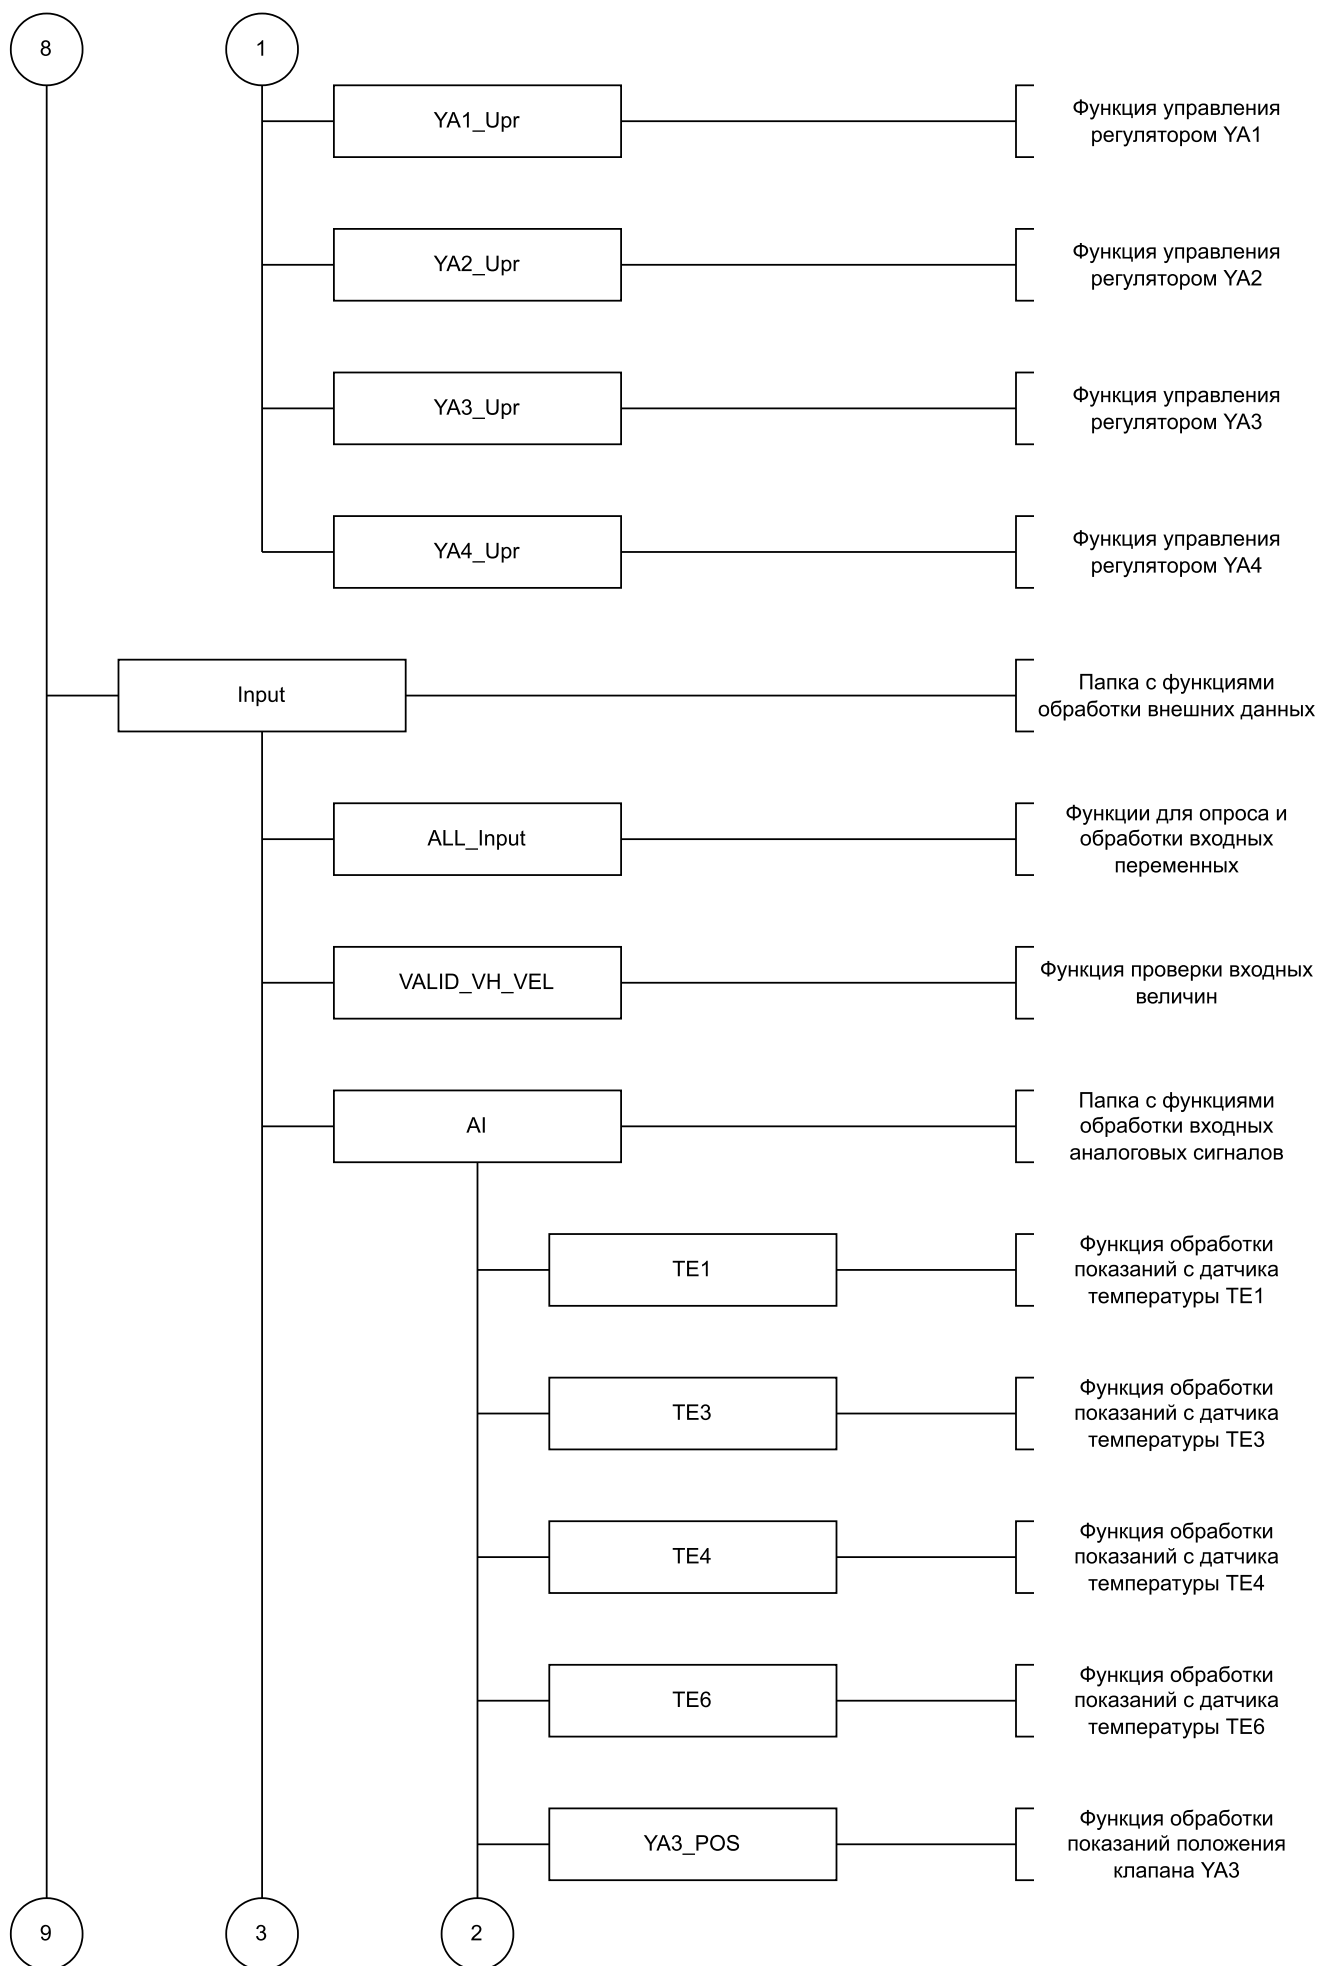 8
1
YA1_Upr
Функция управления
регулятором YA1
YA2_Upr
Функция управления
регулятором YA2
YA3_Upr
Функция управления
регулятором YA3
YA4_Upr
Функция управления
регулятором YA4
Input
Папка с функциями
обработки внешних данных
ALL_Input
Функции для опроса и
обработки входных
переменных
VALID_VH_VEL
Функция проверки входных
величин
AI
Папка с функциями
обработки входных
аналоговых сигналов
TE1
Функция обработки
показаний с датчика
температуры TE1
TE3
Функция обработки
показаний с датчика
температуры TE3
TE4
Функция обработки
показаний с датчика
температуры TE4
TE6
Функция обработки
показаний с датчика
температуры TE6
YA3_POS
Функция обработки
показаний положения
клапана YA3
9
3
2